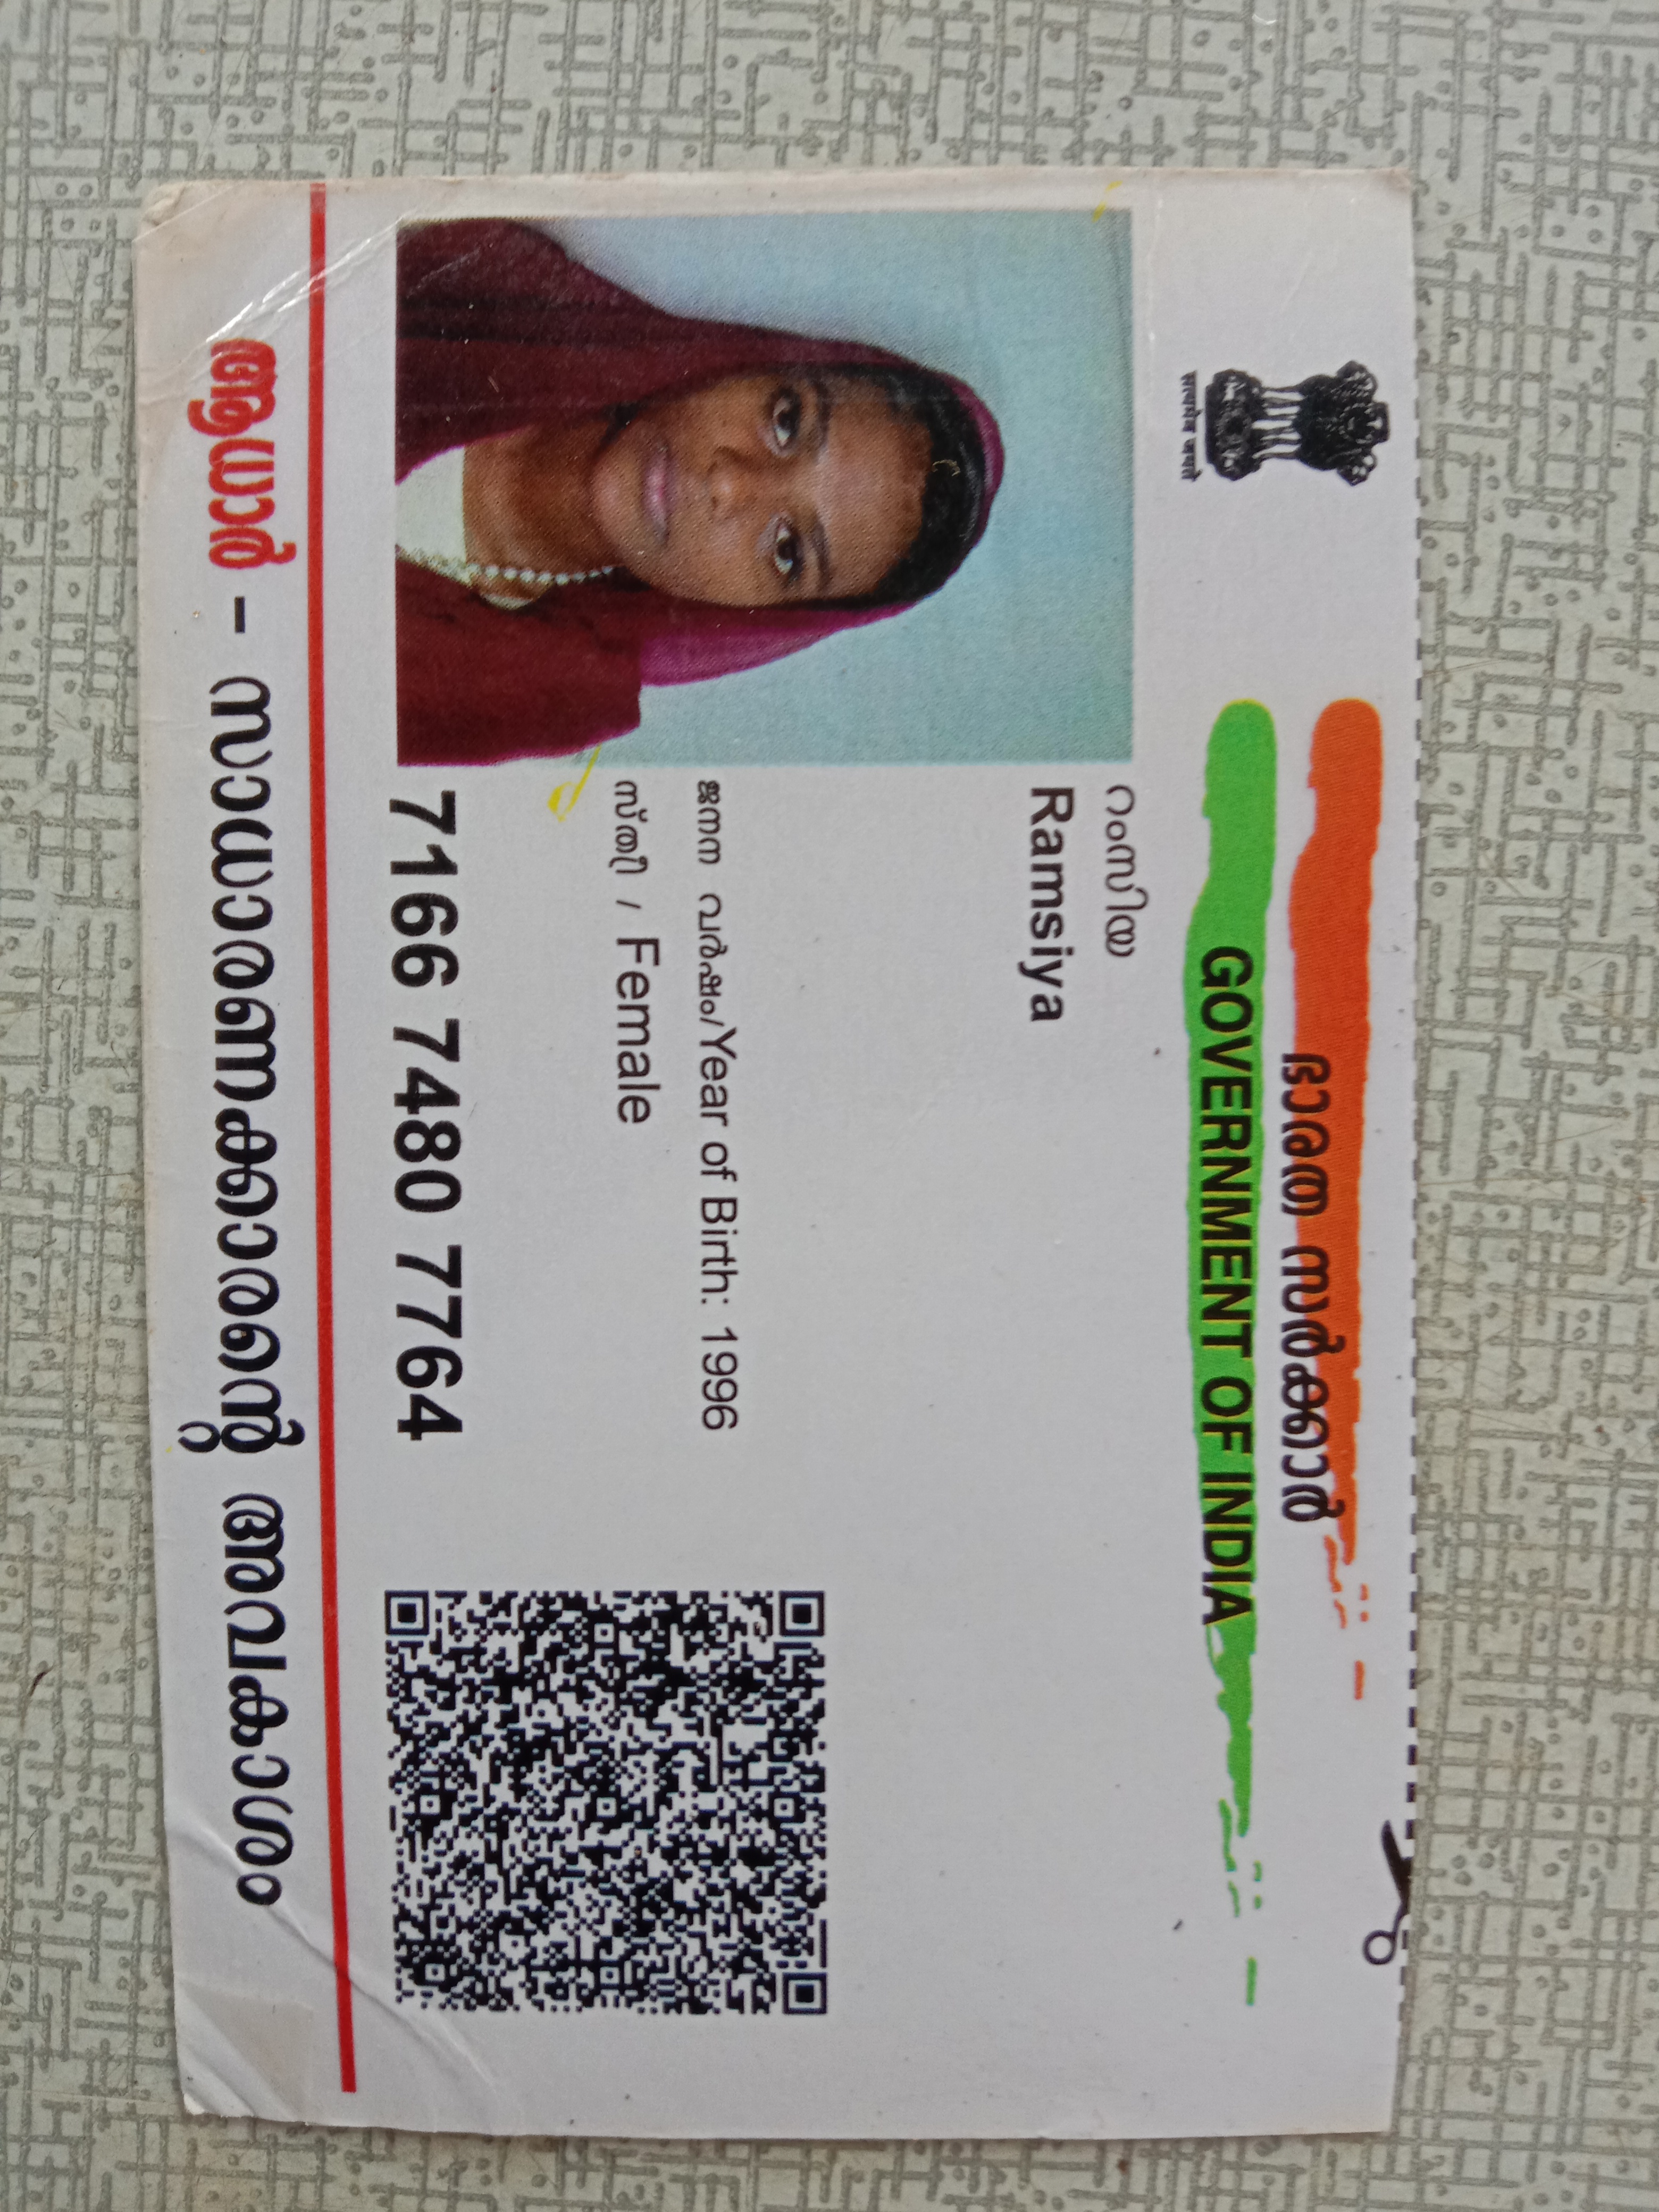 ഭാരത സർക്കാർ
GOVERNMENT OF INDIA
सत्यमेव जयते
റംസിയ
Ramsiya
ജനന വർഷം/Year of Birth: 1996
സ്ത്രീ / Female
7166 7480 7764
ആധാർ - സാധാരണക്കാരന്റെ അവകാശം